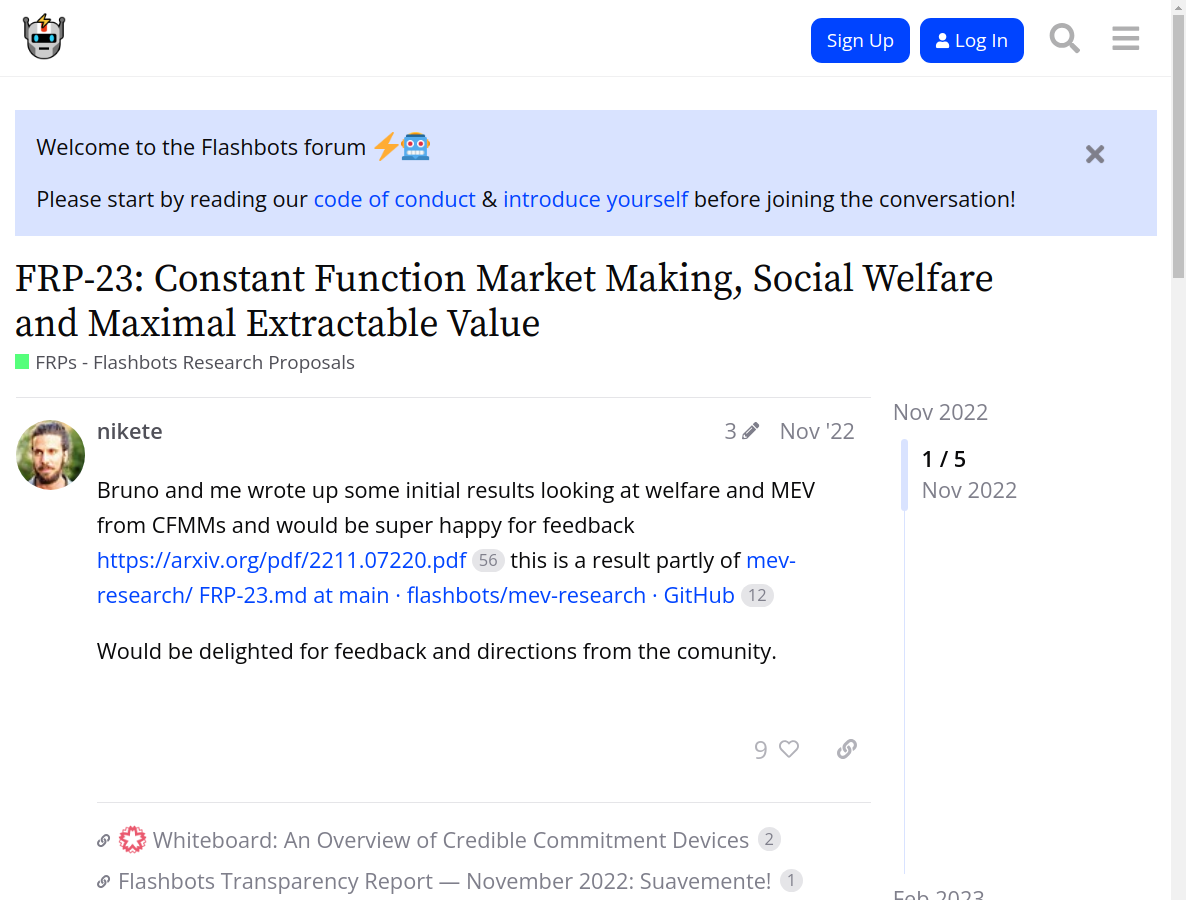 Sign Up
Log In
Welcome to the Flashbots forum
Please start by reading our code of conduct & introduce yourself before joining the conversation!
FRP-23: Constant Function Market Making, Social Welfare
and Maximal Extractable Value
FRPs - Flashbots Research Proposals
nikete
3
Nov '22
Nov 2022
1 / 5
Nov 2022
Bruno and me wrote up some initial results looking at welfare and MEV
from CFMMs and would be super happy for feedback
https://arxiv.org/pdf/2211.07220.pdf 56 this is a result partly of mev-
research/ FRP-23.md at main · flashbots/mev-research · GitHub 12
Would be delighted for feedback and directions from the comunity.
9
Whiteboard: An Overview of Credible Commitment Devices 2
Flashbots Transparency Report — November 2022: Suavemente! 1
Feb 2023